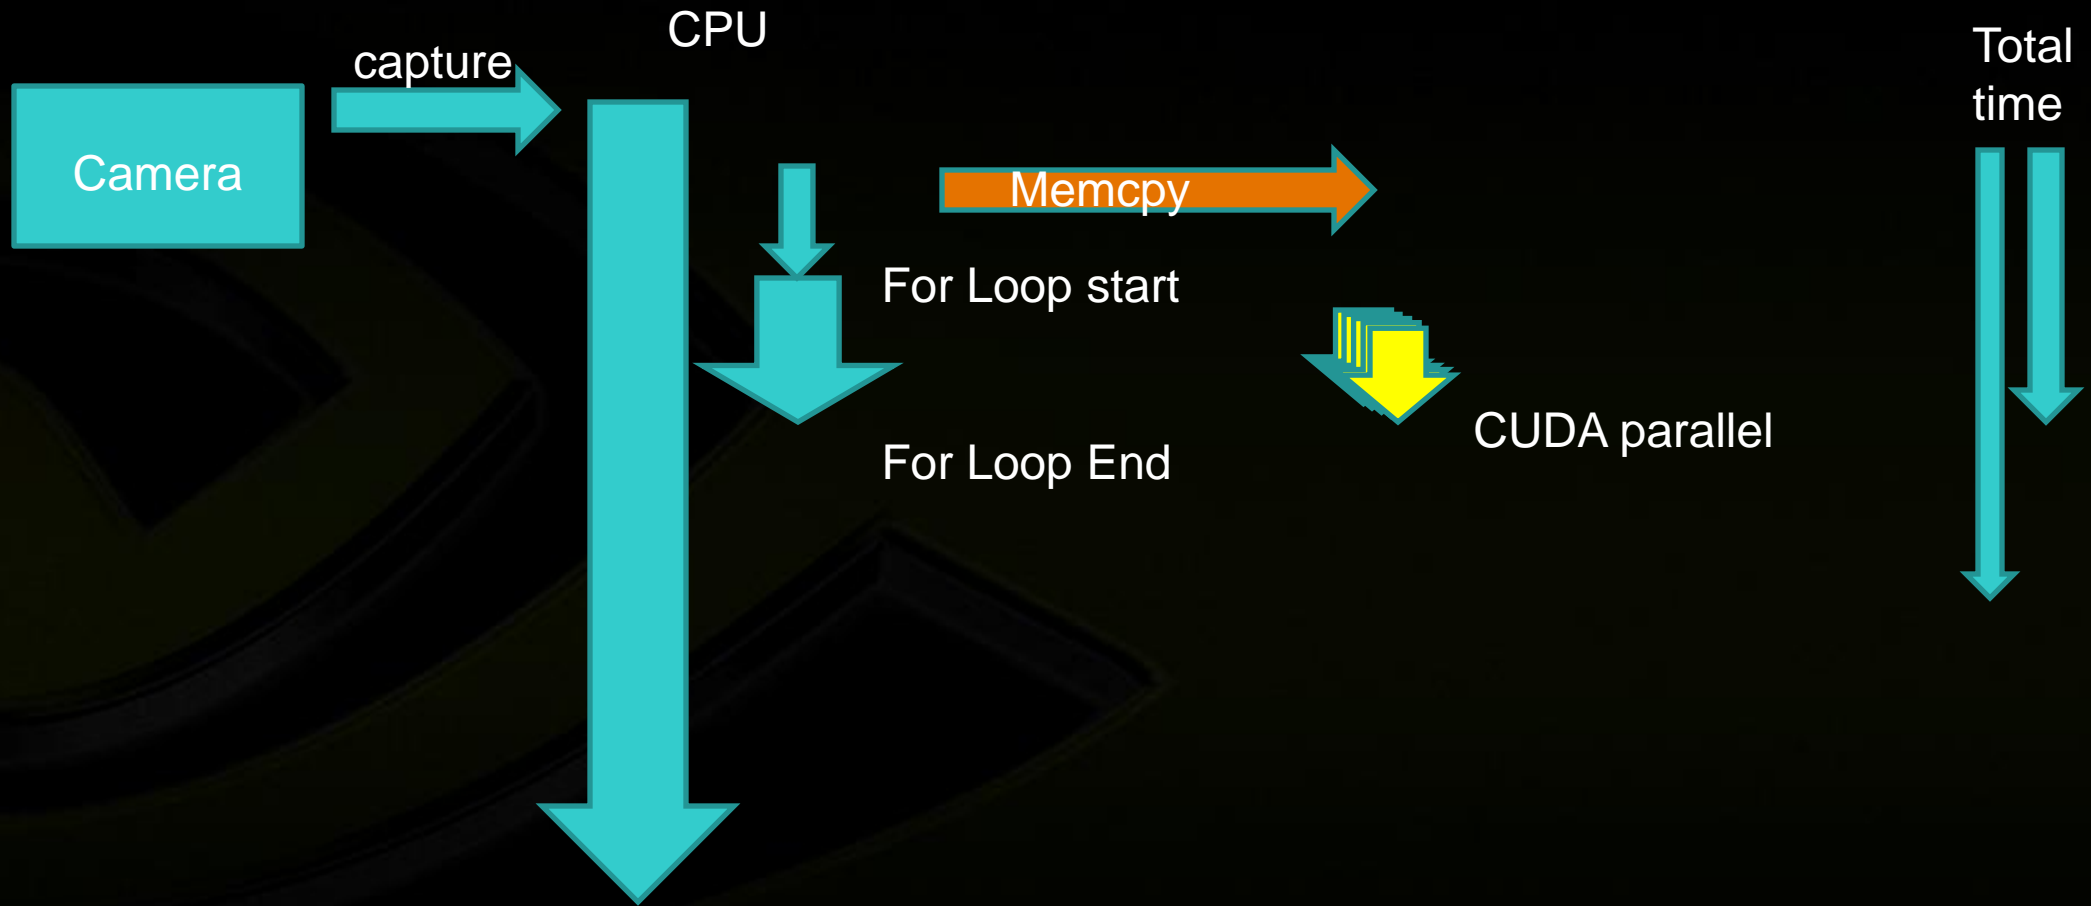 CPU
capture
Total
time
Camera
Memcpy
For Loop start
CUDA parallel
For Loop End